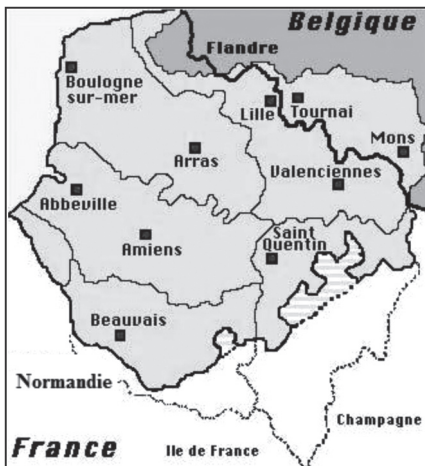 Belgique
Flandre
Boulogne
sur-mer
Lille
Tournai
Mons
Arras
Valenciennes
Abbeville
Amiens
Saint
Quentin
Beauvais
Normandie
Champagne
France
Ile de France